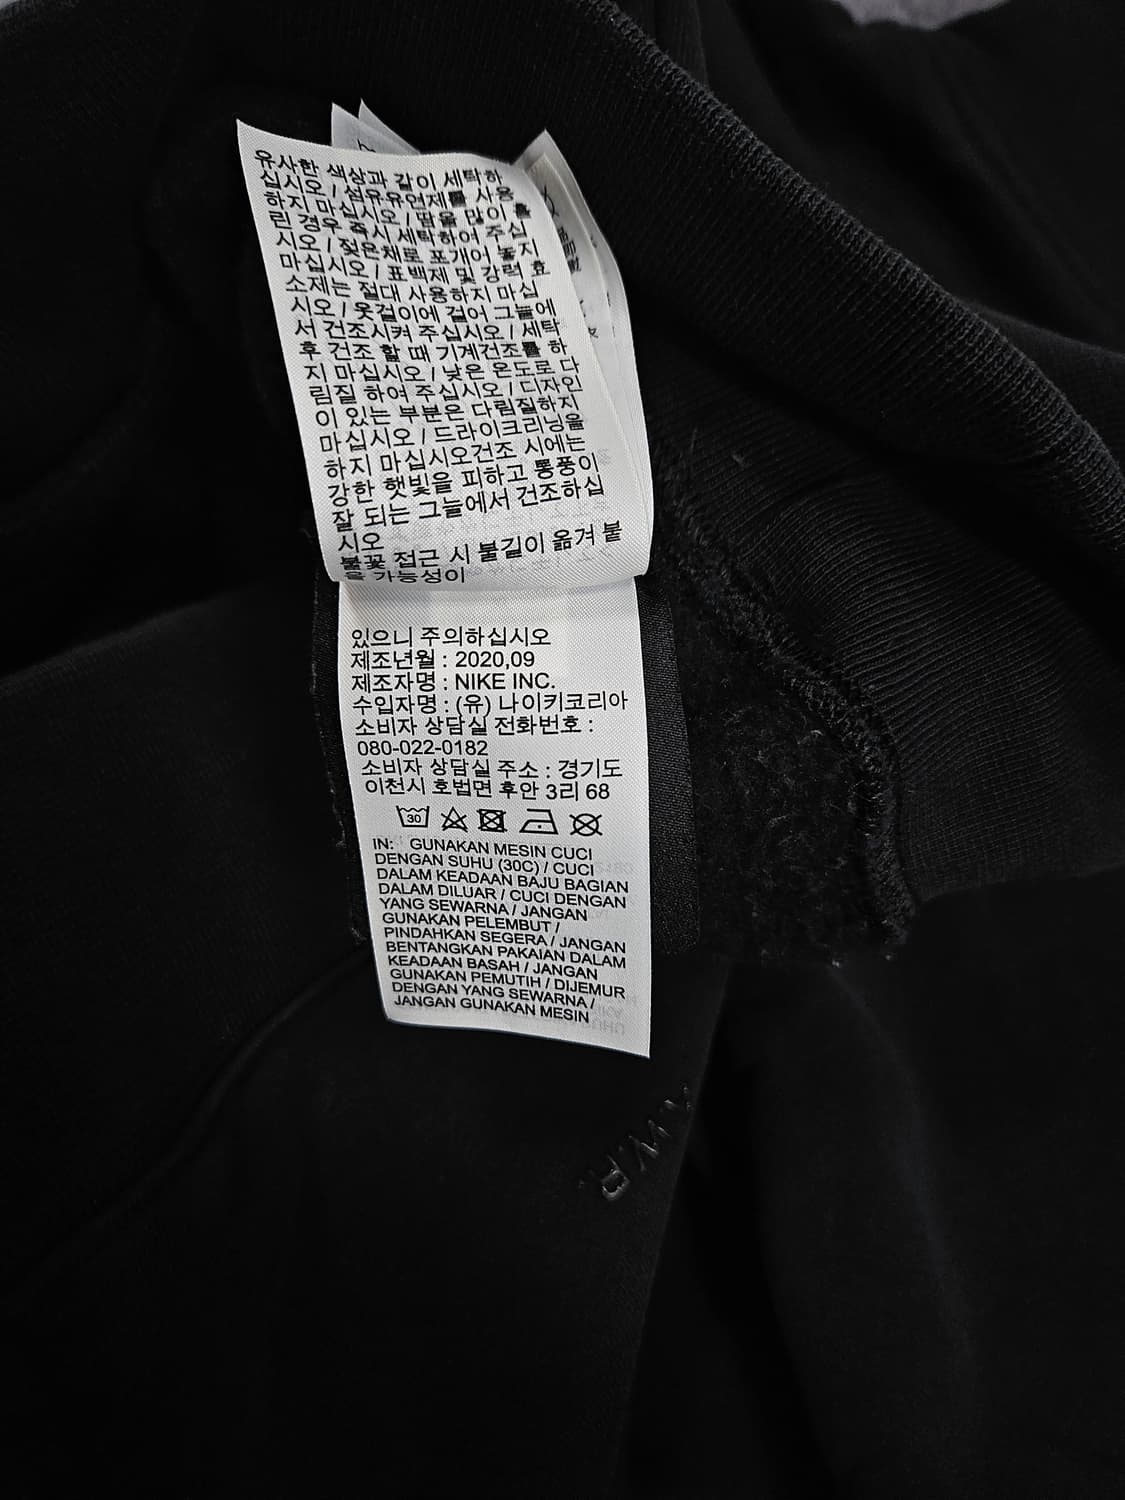 유사한 색상과 같이 세탁하
십시오 / 섬유유연제를 사용
하지 마십시오 / 땀을 많이 흘
린 경우 즉시 세탁하여 주십
시오 / 젖은채로 포개어 놓지
마십시오 / 표백제 및 강력 효
소제는 절대 사용하지 마십
시오 / 옷걸이에 걸어 그늘에
서 건조시켜 주십시오 / 세탁
후 건조 할 때 기계건조를 하
지 마십시오 / 낮은 온도로 다
림질 하여 주십시오 / 디자인
이 있는 부분은 다림질하지
마십시오 / 드라이크리닝을
하지 마십시오건조 시에는
강한 햇빛을 피하고 통풍이
잘 되는 그늘에서 건조하십
시오
불꽃 접근 시 불길이 옮겨 붙
을 가능성이
있으니 주의하십시오
제조년월 : 2020,09
제조자명 : NIKE INC.
수입자명 : (유) 나이키코리아
소비자 상담실 전화번호 :
080-022-0182
소비자 상담실 주소 : 경기도
이천시 호법면 후안 3리 68
30
IN: GUNAKAN MESIN CUCI
DENGAN SUHU (30C) / CUCI
DALAM KEADAAN BAJU BAGIAN
DALAM DILUAR / CUCI DENGAN
YANG SEWARNA / JANGAN
GUNAKAN PELEMBUT /
PINDAHKAN SEGERA / JANGAN
BENTANGKAN PAKAIAN DALAM
KEADAAN BASAH / JANGAN
GUNAKAN PEMUTIH / DIJEMUR
DENGAN YANG SEWARNA /
JANGAN GUNAKAN MESIN
A.W.R.